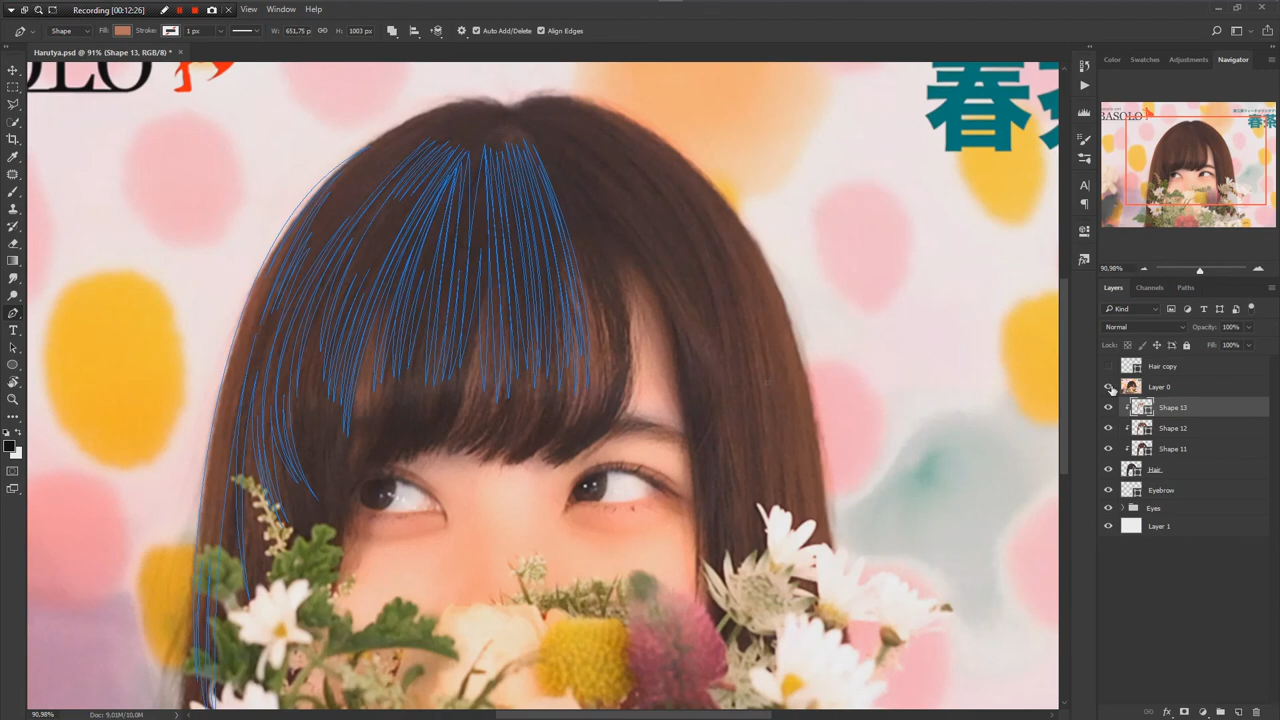 Recording [00:12:26]
View
Window
Help
Shape
Fill:
Stroke:
1 px
W: 651,75 p
H: 1003 px
Auto Add/Delete
Align Edges
Harutya.psd @ 91% (Shape 13, RGB/8) *
Color
Swatches
Adjustments
Navigator
ASOLO
春茶
BASOLO
春茶
90,98%
Layers
Channels
Paths
Kind
Normal
Opacity: 100%
Lock:
Fill: 100%
Hair copy
Layer 0
Shape 13
Shape 12
Shape 11
Hair
Eyebrow
Eyes
Layer 1
90,98%
Doc: 9,01M/10,0M